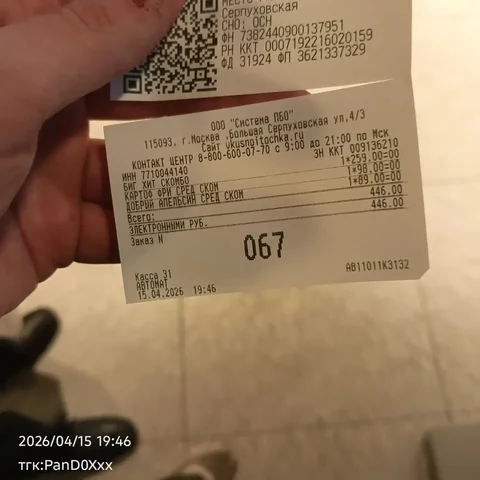 Серпуховская
СНО: ОСН
ФН 7382440900137951
РН ККТ 0007192216020159
ФД 31924 ФП 3621337329
ООО "Система ПБО"
115093, г.Москва ,Большая Серпуховская ул,4/3
Сайт vkusnoitochka.ru
КОНТАКТ ЦЕНТР 8-800-600-07-70 с 9:00 до 21:00 по Мск
ИНН 7710044140 ЗН ККТ 009136210
БИГ ХИТ СКОМБО 1*259.00=00
КАРТОФ ФРИ СРЕД СКОМ 1*98.00=00
ДОБРЫЙ АПЕЛЬСИН СРЕД СКОМ 1*89.00=00
Всего: 446.00
ЭЛЕКТРОННЫМИ РУБ. 446.00
Заказ N
067
Касса 31
АВТОМАТ AB11011K3132
15.04.2026 19:46
2026/04/15 19:46
тгк:PanD0Xxx